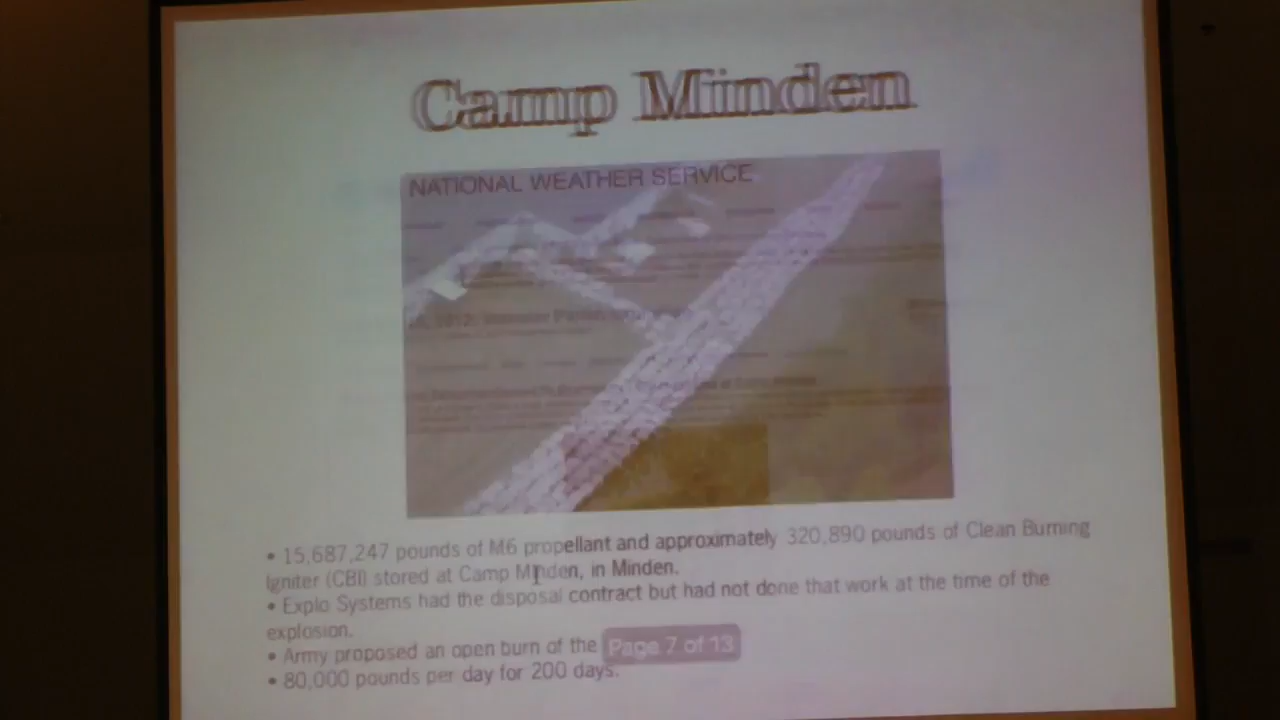 Camp Minden
NATIONAL WEATHER SERVICE
• 15,687,247 pounds of M6 propellant and approximately 320,890 pounds of Clean Burning
Igniter (CBI) stored at Camp Minden, in Minden.
• Explo Systems had the disposal contract but had not done that work at the time of the
explosion.
• Army proposed an open burn of the
Page 7 of 13
• 80,000 pounds per day for 200 days.